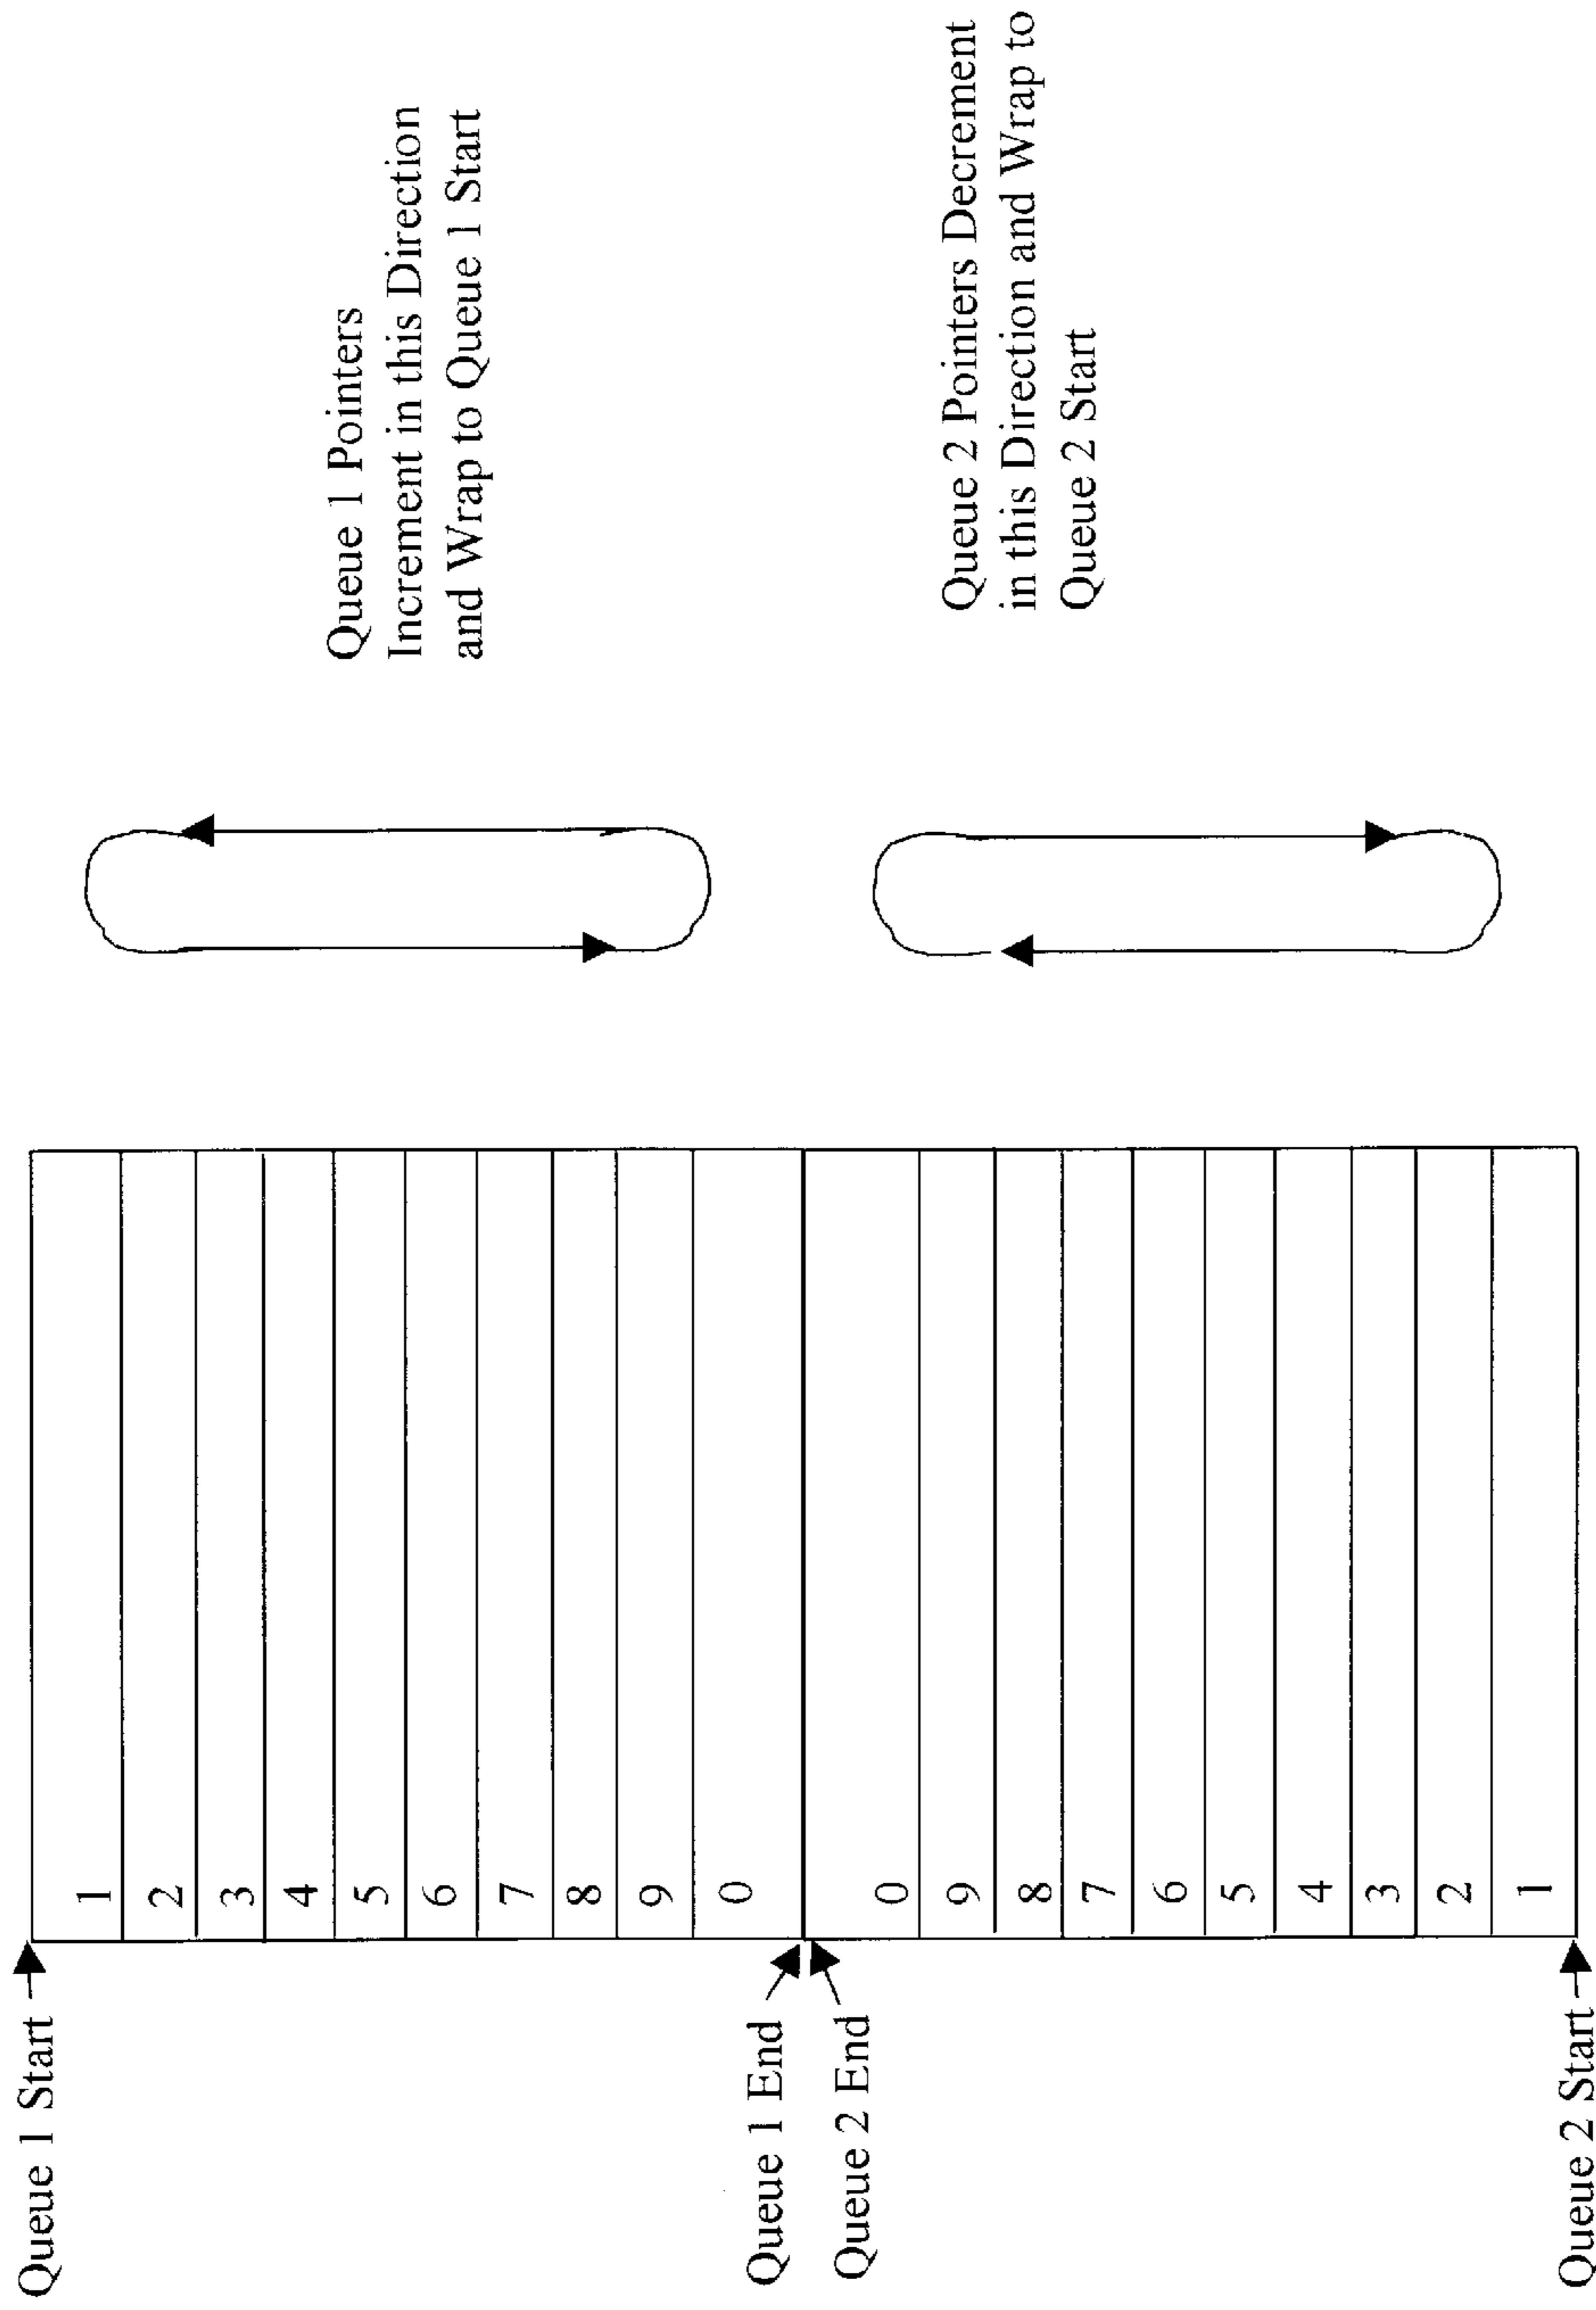 Queue 1 Start
1
2
3
4
5
6
7
8
9
0
Queue 1 End
Queue 2 End
0
9
8
7
6
5
4
3
2
1
Queue 2 Start
Queue 1 Pointers
Increment in this Direction
and Wrap to Queue 1 Start
Queue 2 Pointers Decrement
in this Direction and Wrap to
Queue 2 Start